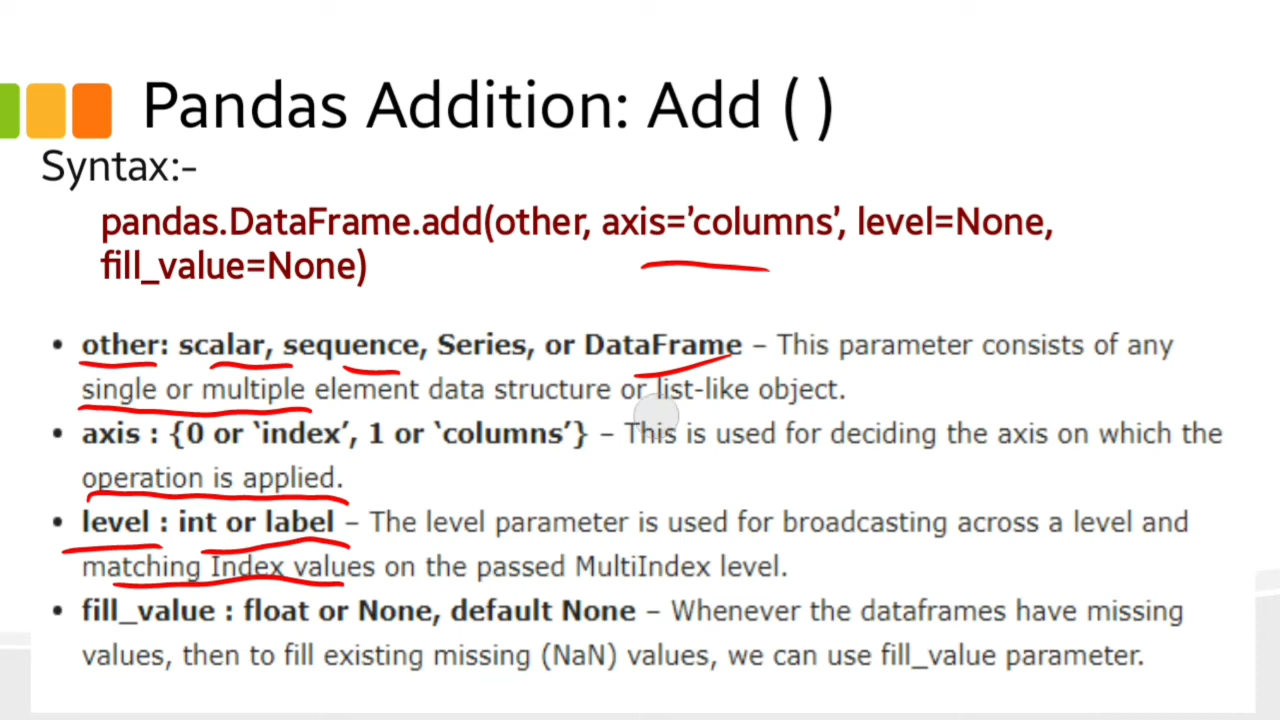 Pandas Addition: Add ( )
Syntax:-
pandas.DataFrame.add(other, axis=’columns’, level=None,
fill_value=None)
• other: scalar, sequence, Series, or DataFrame – This parameter consists of any
single or multiple element data structure or list-like object.
• axis : {0 or ‘index’, 1 or ‘columns’} – This is used for deciding the axis on which the
operation is applied.
• level : int or label – The level parameter is used for broadcasting across a level and
matching Index values on the passed MultiIndex level.
• fill_value : float or None, default None – Whenever the dataframes have missing
values, then to fill existing missing (NaN) values, we can use fill_value parameter.